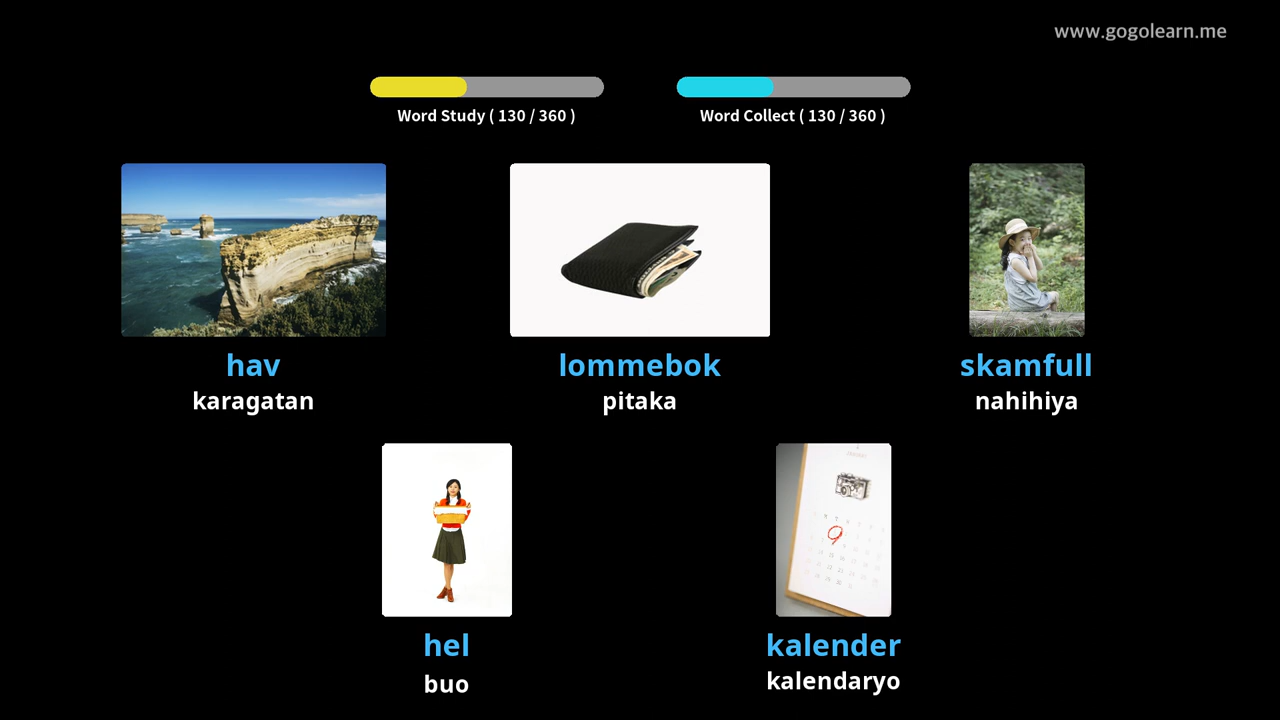 www.gogolearn.me
Word Study ( 130 / 360 )
Word Collect ( 130 / 360 )
hav
karagatan
lommebok
pitaka
skamfull
nahihiya
hel
buo
kalender
kalendaryo